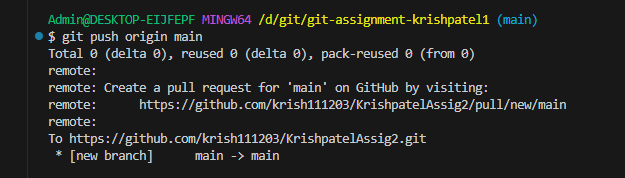 Admin@DESKTOP-EIJFEPF MINGW64 /d/git/git-assignment-krishpatel1 (main)
$ git push origin main
Total 0 (delta 0), reused 0 (delta 0), pack-reused 0 (from 0)
remote:
remote: Create a pull request for 'main' on GitHub by visiting:
remote:      https://github.com/krish111203/KrishpatelAssig2/pull/new/main
remote:
To https://github.com/krish111203/KrishpatelAssig2.git
 * [new branch]      main -> main